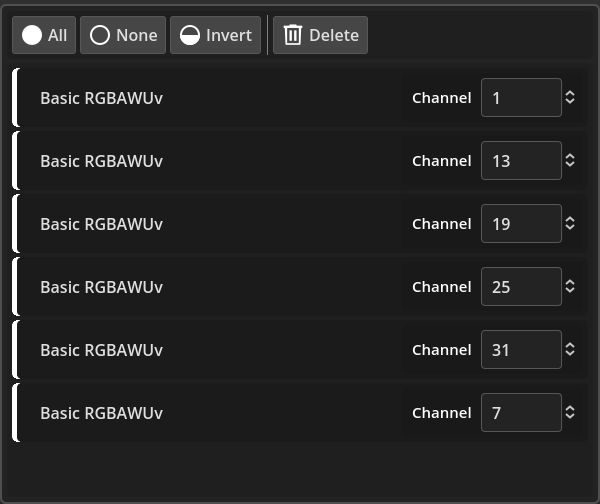 All None Invert Delete
Basic RGBAWUv Channel 1
Basic RGBAWUv Channel 13
Basic RGBAWUv Channel 19
Basic RGBAWUv Channel 25
Basic RGBAWUv Channel 31
Basic RGBAWUv Channel 7